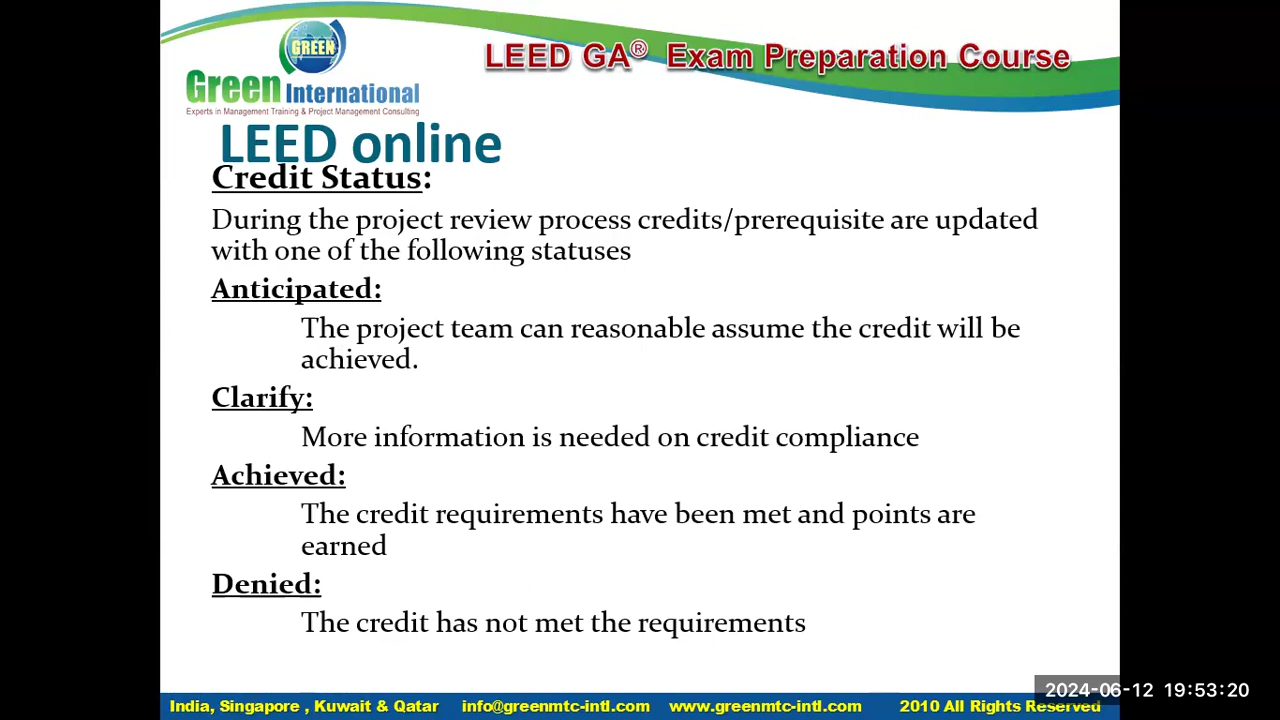 GREEN
Green International
Experts in Management Training & Project Management Consulting
LEED GA® Exam Preparation Course
LEED online
Credit Status:
During the project review process credits/prerequisite are updated
with one of the following statuses
Anticipated:
The project team can reasonable assume the credit will be
achieved.
Clarify:
More information is needed on credit compliance
Achieved:
The credit requirements have been met and points are
earned
Denied:
The credit has not met the requirements
2024-06-12 19:53:20
India, Singapore , Kuwait & Qatar info@greenmtc-intl.com www.greenmtc-intl.com 2010 All Rights Reserved